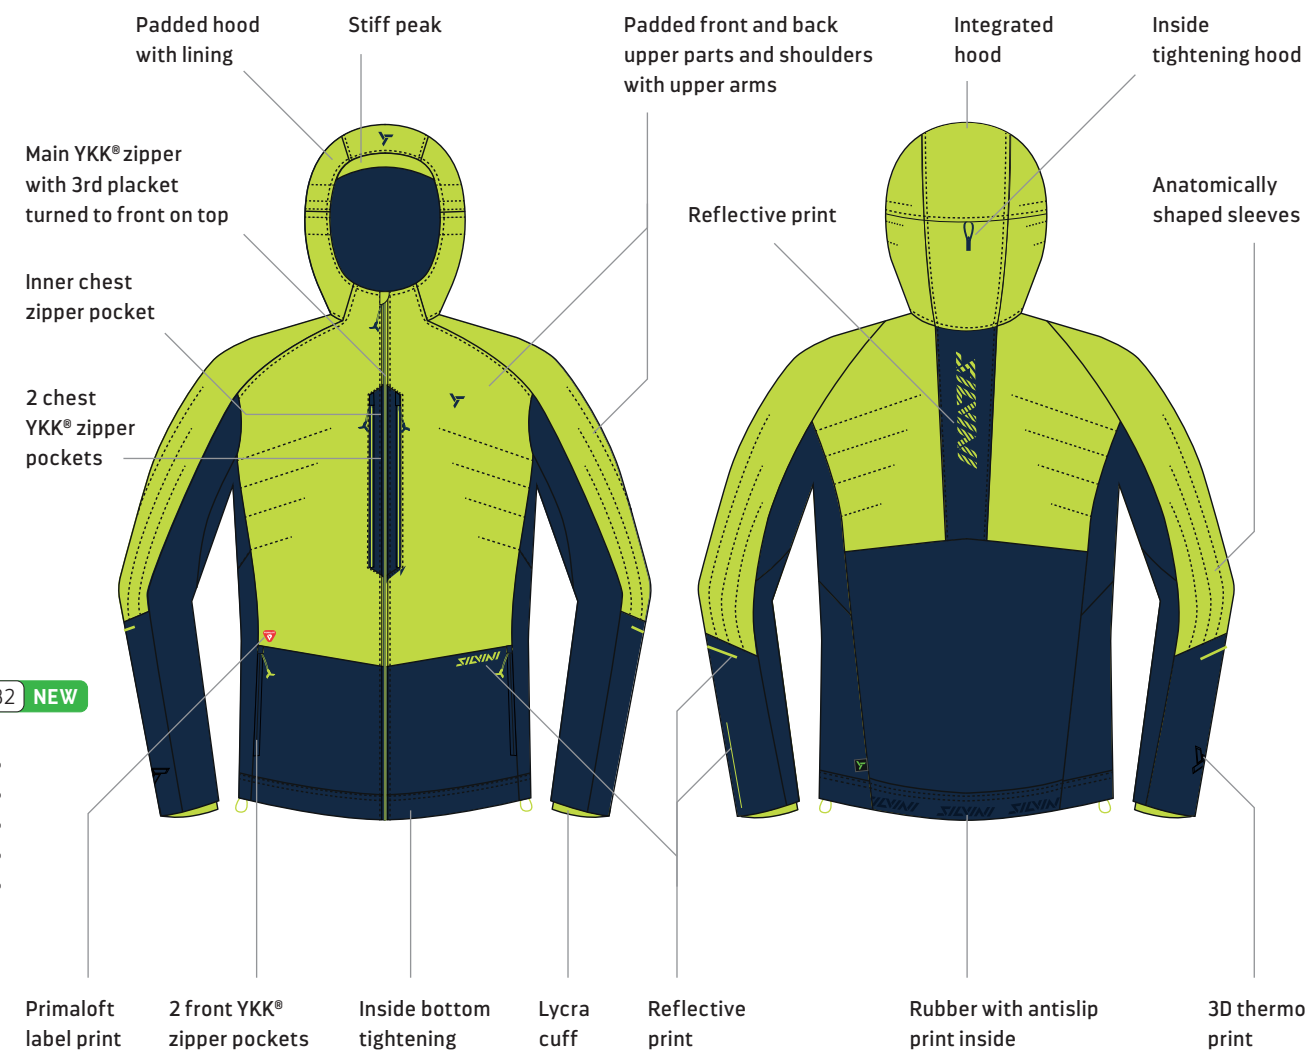 Padded hood
with lining
Stiff peak
Padded front and back
upper parts and shoulders
with upper arms
Integrated
hood
Inside
tightening hood
Main YKK® zipper
with 3rd placket
turned to front on top
Reflective print
Anatomically
shaped sleeves
Inner chest
zipper pocket
2 chest
YKK® zipper
pockets
SILVINI
SILVINI
32 NEW
SILVINI SILVINI SILVINI
Primaloft
label print
2 front YKK®
zipper pockets
Inside bottom
tightening
Lycra
cuff
Reflective
print
Rubber with antislip
print inside
3D thermo
print